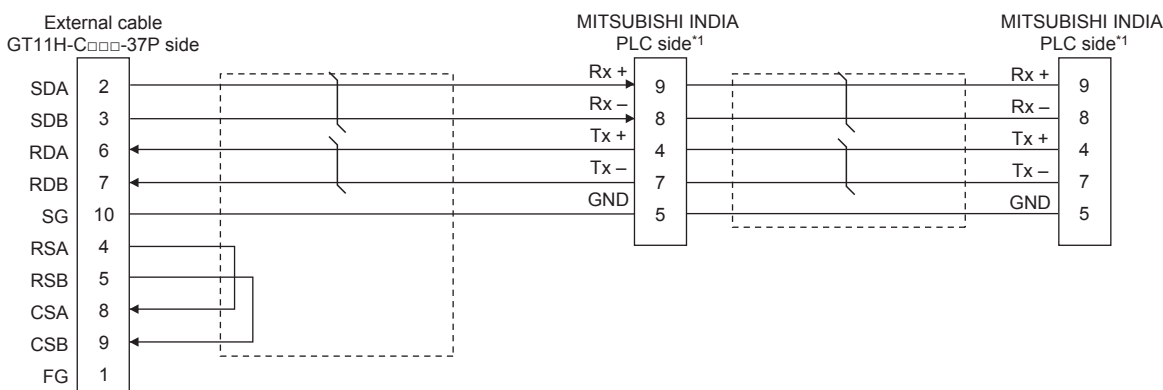 External cable
GT11H-C□□□-37P side
MITSUBISHI INDIA
PLC side*1
MITSUBISHI INDIA
PLC side*1
SDA 2 Rx + 9 Rx + 9
SDB 3 Rx – 8 Rx – 8
RDA 6 Tx + 4 Tx + 4
RDB 7 Tx – 7 Tx – 7
SG 10 GND 5 GND 5
RSA 4
RSB 5
CSA 8
CSB 9
FG 1